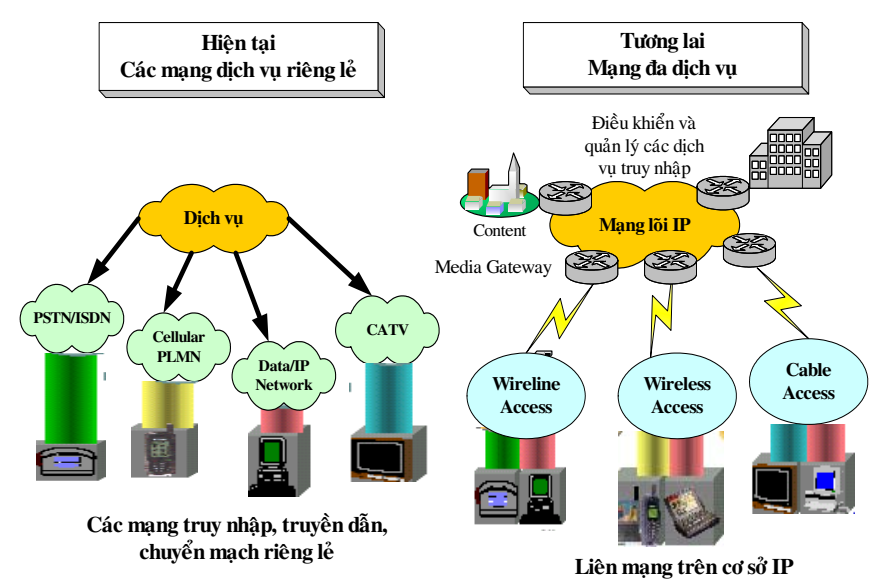 Hiện tại
Các mạng dịch vụ riêng lẻ
Dịch vụ
PSTN/ISDN
Cellular
PLMN
Data/IP
Network
CATV
Các mạng truy nhập, truyền dẫn,
chuyển mạch riêng lẻ
Tương lai
Mạng đa dịch vụ
Điều khiển và
quản lý các dịch
vụ truy nhập
Content
Mạng lõi IP
Media Gateway
Wireline
Access
Wireless
Access
Cable
Access
Liên mạng trên cơ sở IP